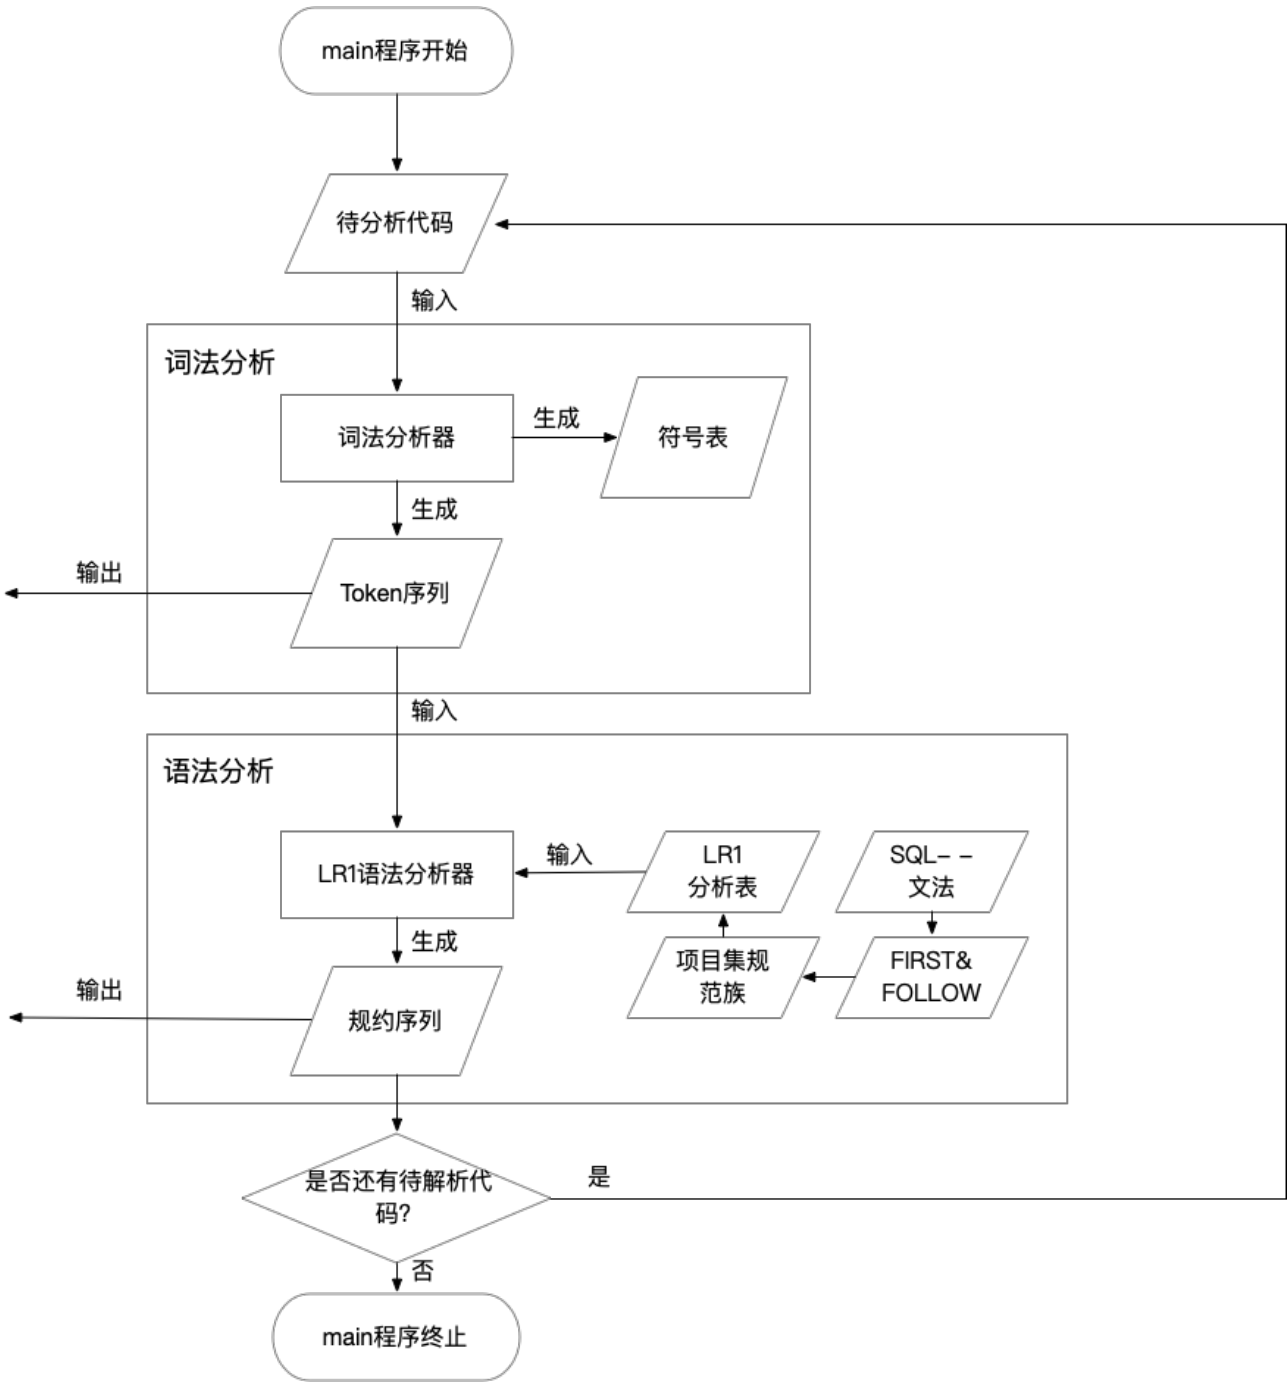 main程序开始
待分析代码
输入
词法分析
词法分析器
生成
符号表
生成
输出
Token序列
输入
语法分析
LR1语法分析器
输入
LR1
分析表
SQL– –
文法
生成
项目集规
范族
FIRST&
FOLLOW
输出
规约序列
是否还有待解析代
码?
是
否
main程序终止